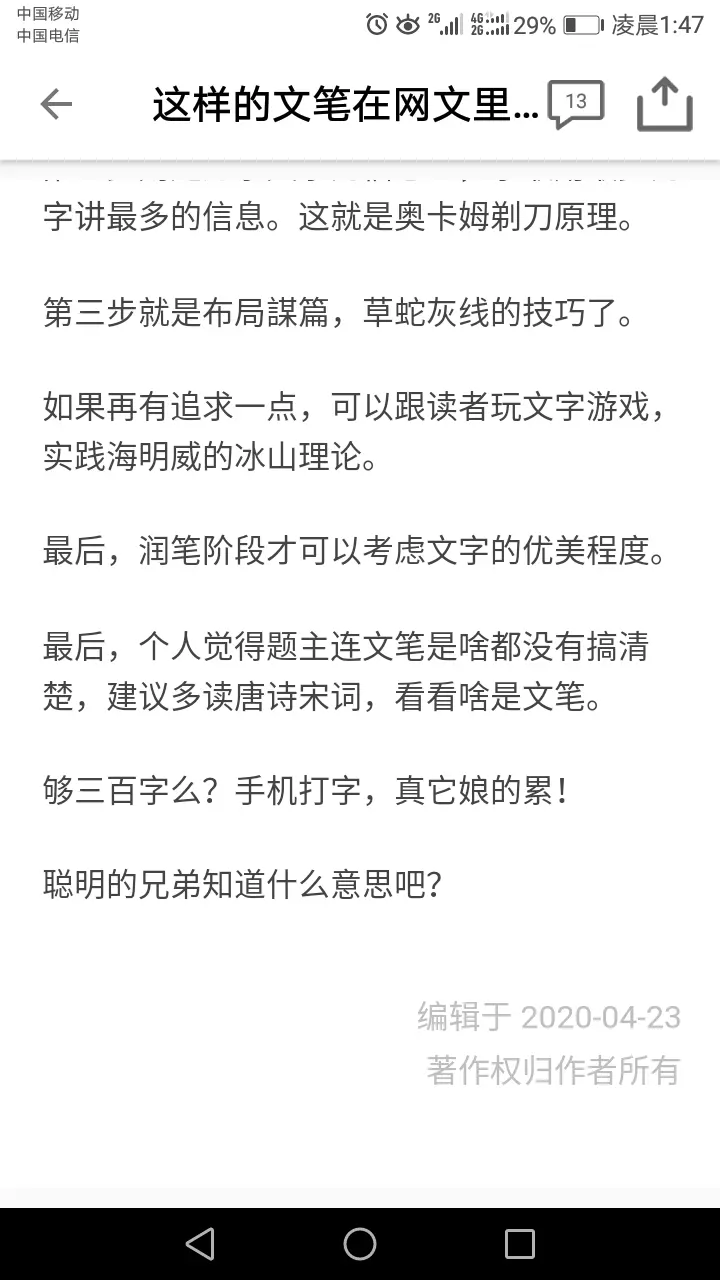 中国移动
中国电信
2G 4G 2G 29% 凌晨1:47
这样的文笔在网文里... 13
字讲最多的信息。这就是奥卡姆剃刀原理。
第三步就是布局謀篇，草蛇灰线的技巧了。
如果再有追求一点，可以跟读者玩文字游戏，
实践海明威的冰山理论。
最后，润笔阶段才可以考虑文字的优美程度。
最后，个人觉得题主连文笔是啥都没有搞清
楚，建议多读唐诗宋词，看看啥是文笔。
够三百字么？手机打字，真它娘的累！
聪明的兄弟知道什么意思吧？
编辑于 2020-04-23
著作权归作者所有